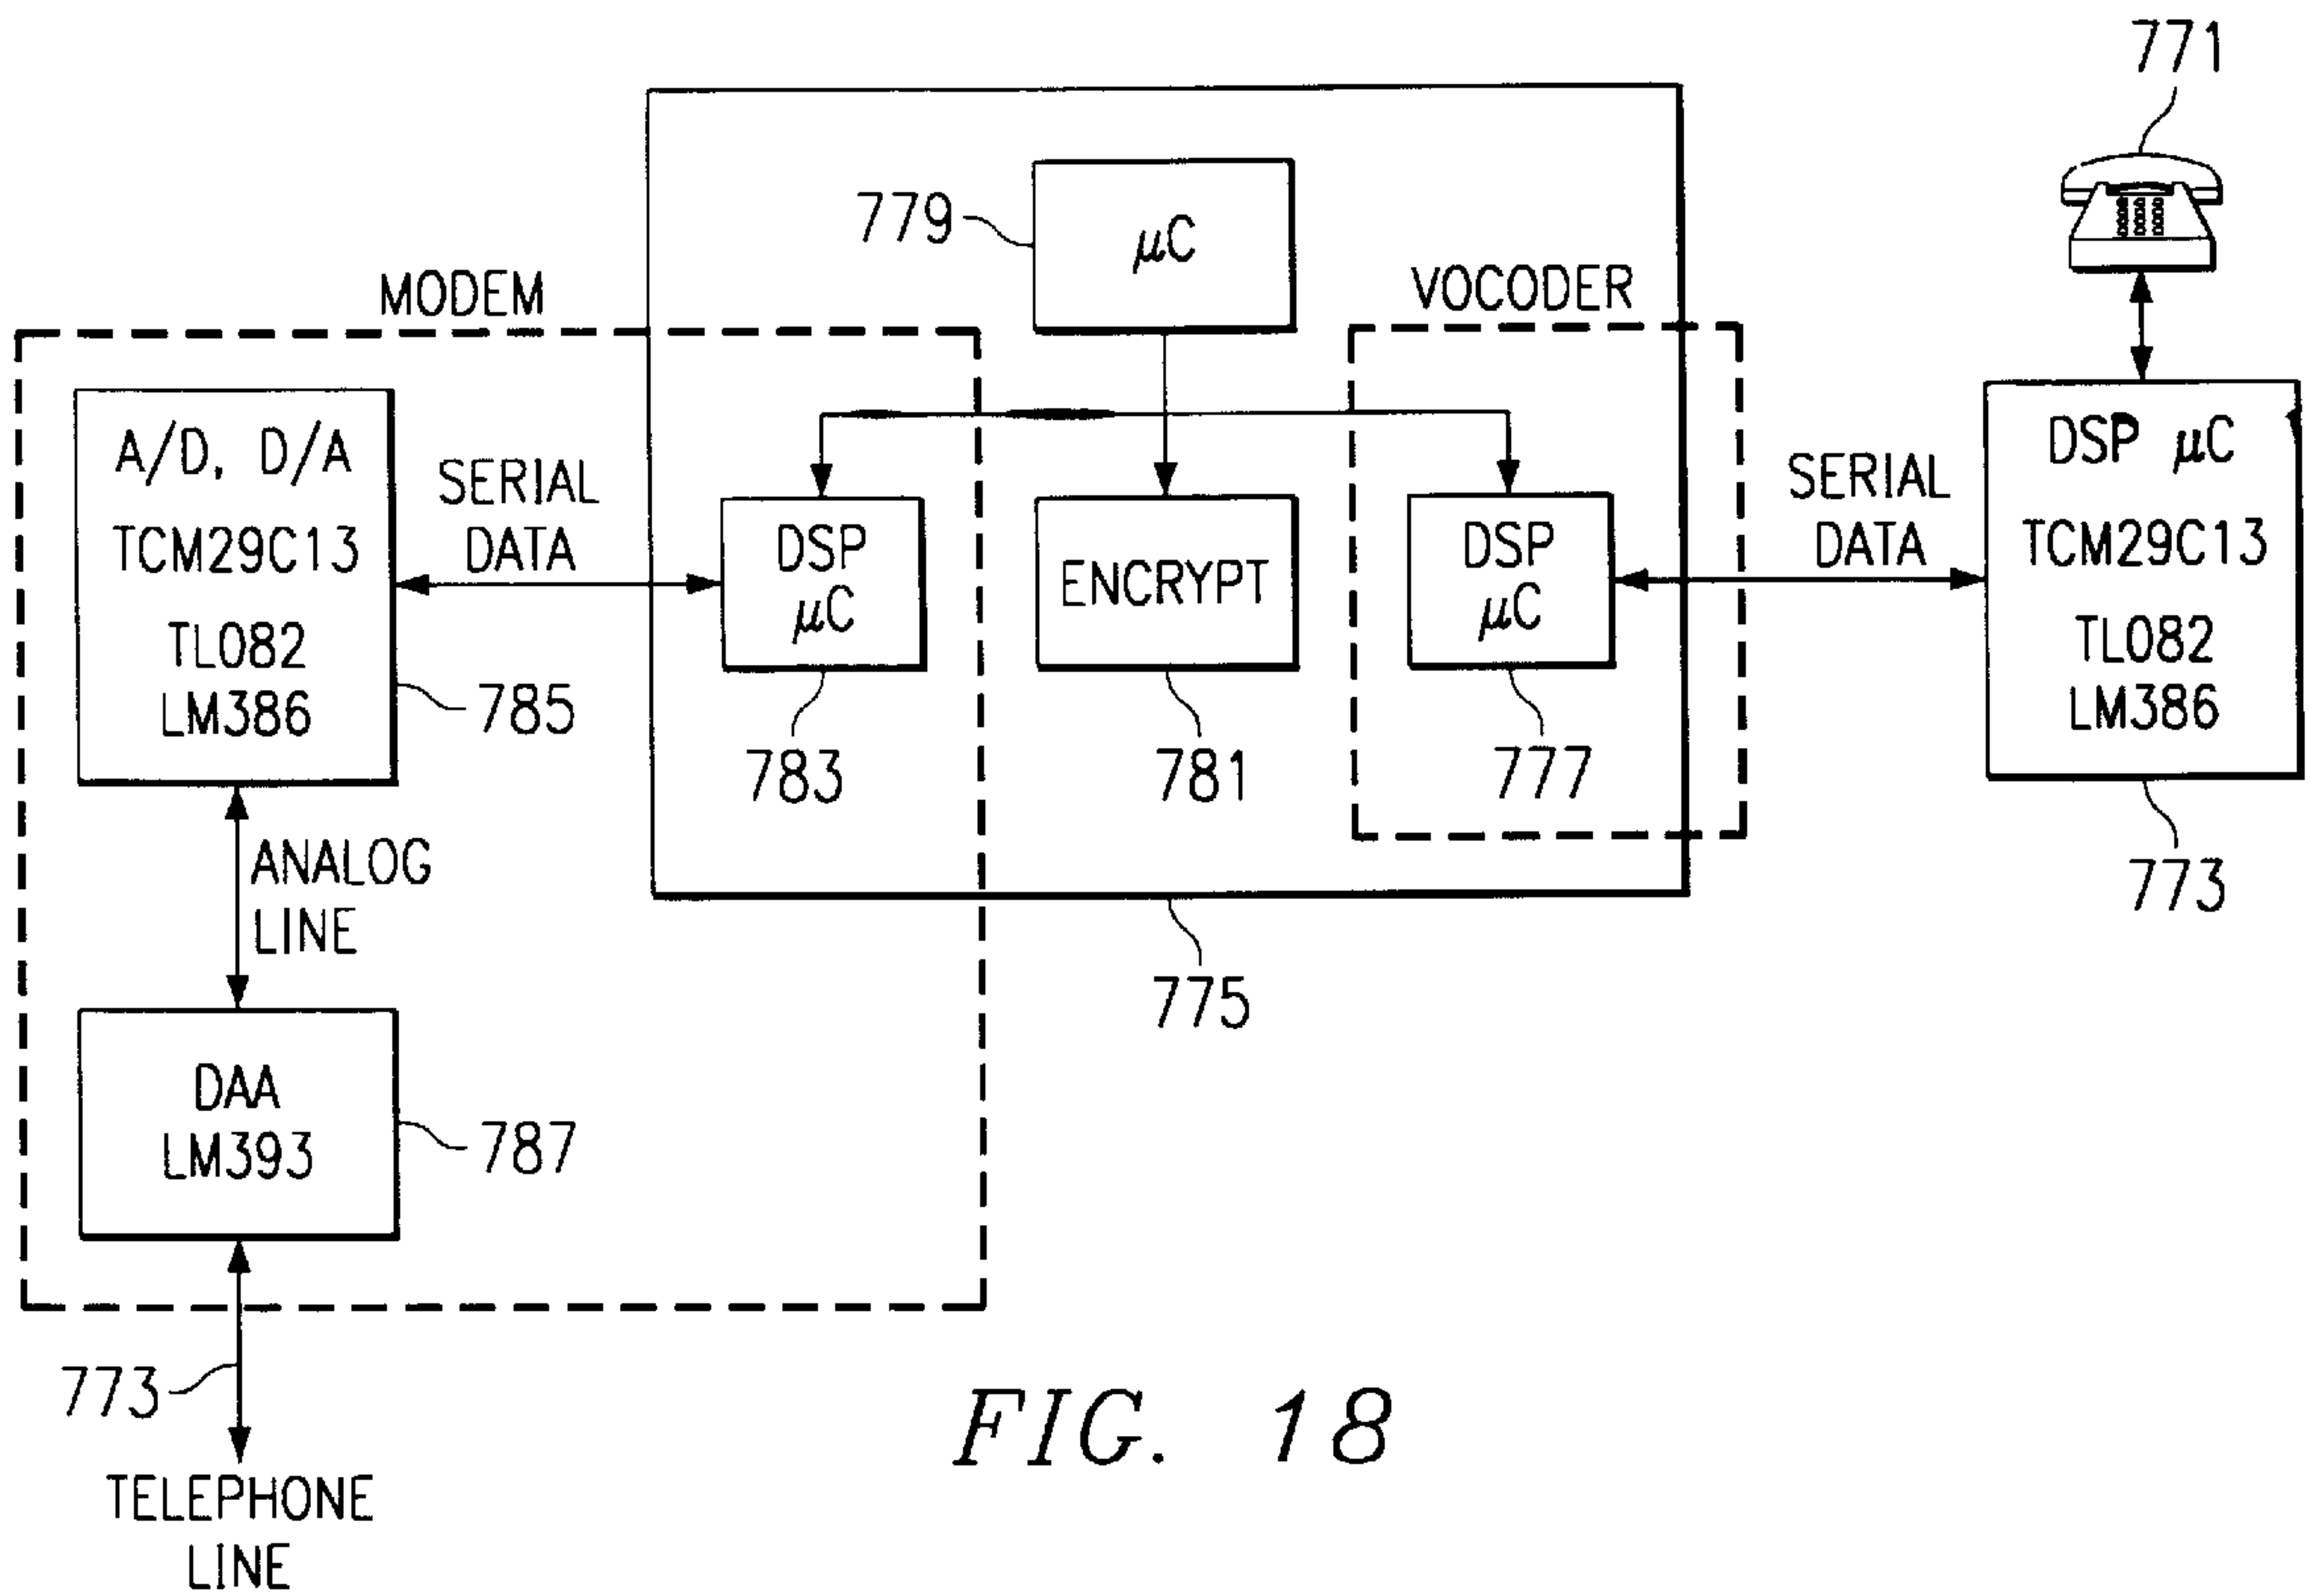 771
779
μC
MODEM
VOCODER
A/D, D/A
TCM29C13
TL082
LM386
785
SERIAL
DATA
DSP
μC
783
ENCRYPT
781
DSP
μC
777
SERIAL
DATA
DSP μC
TCM29C13
TL082
LM386
773
775
ANALOG
LINE
DAA
LM393
787
773
TELEPHONE
LINE
FIG. 18